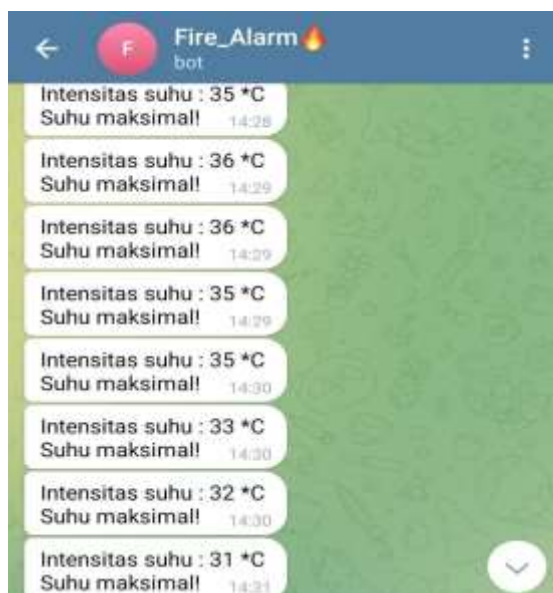 F
Fire_Alarm🔥
bot
Intensitas suhu : 35 *C
Suhu maksimal! 14:28
Intensitas suhu : 36 *C
Suhu maksimal! 14:29
Intensitas suhu : 36 *C
Suhu maksimal! 14:29
Intensitas suhu : 35 *C
Suhu maksimal! 14:29
Intensitas suhu : 35 *C
Suhu maksimal! 14:30
Intensitas suhu : 33 *C
Suhu maksimal! 14:30
Intensitas suhu : 32 *C
Suhu maksimal! 14:30
Intensitas suhu : 31 *C
Suhu maksimal! 14:31